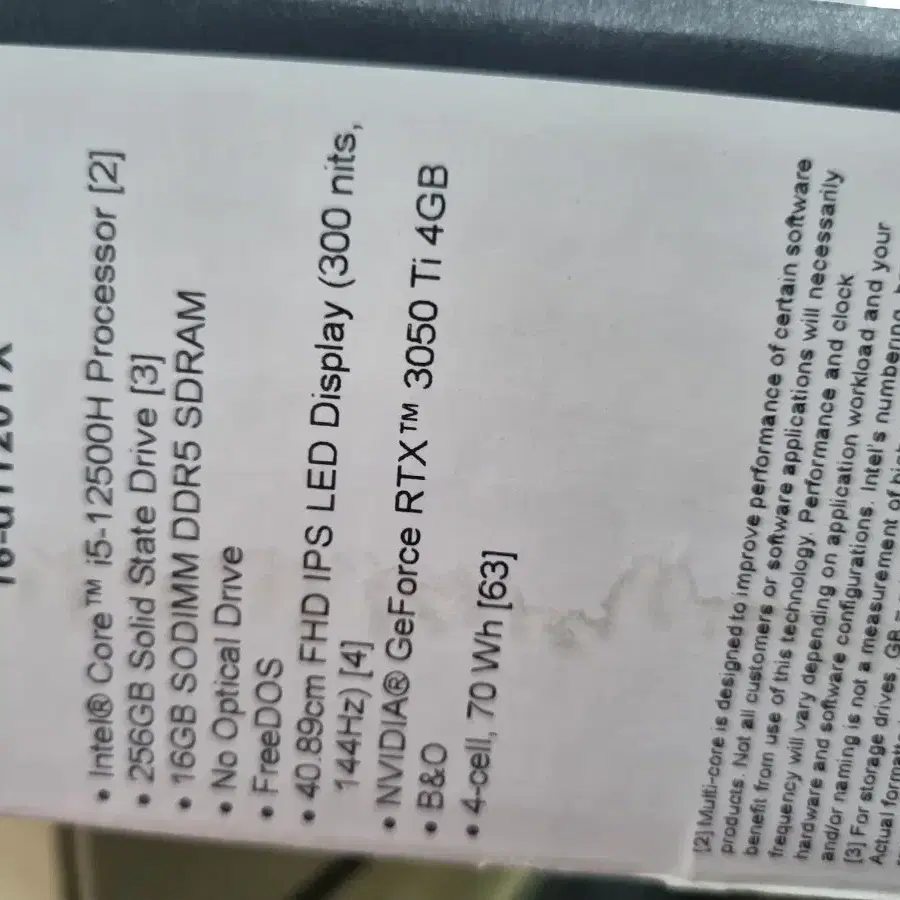 • Intel® Core™ i5-12500H Processor [2]
• 256GB Solid State Drive [3]
• 16GB SODIMM DDR5 SDRAM
• No Optical Drive
• FreeDOS
• 40.89cm FHD IPS LED Display (300 nits,
144Hz) [4]
• NVIDIA® GeForce RTX™ 3050 Ti 4GB
• B&O
• 4-cell, 70 Wh [63]
[2] Multi-core is designed to improve performance of certain software
products. Not all customers or software applications will necessarily
benefit from use of this technology. Performance and clock
frequency will vary depending on application workload and your
hardware and software configurations. Intel's numbering,
and/or naming is not a measurement of
[3] For storage drives, GB
Actual